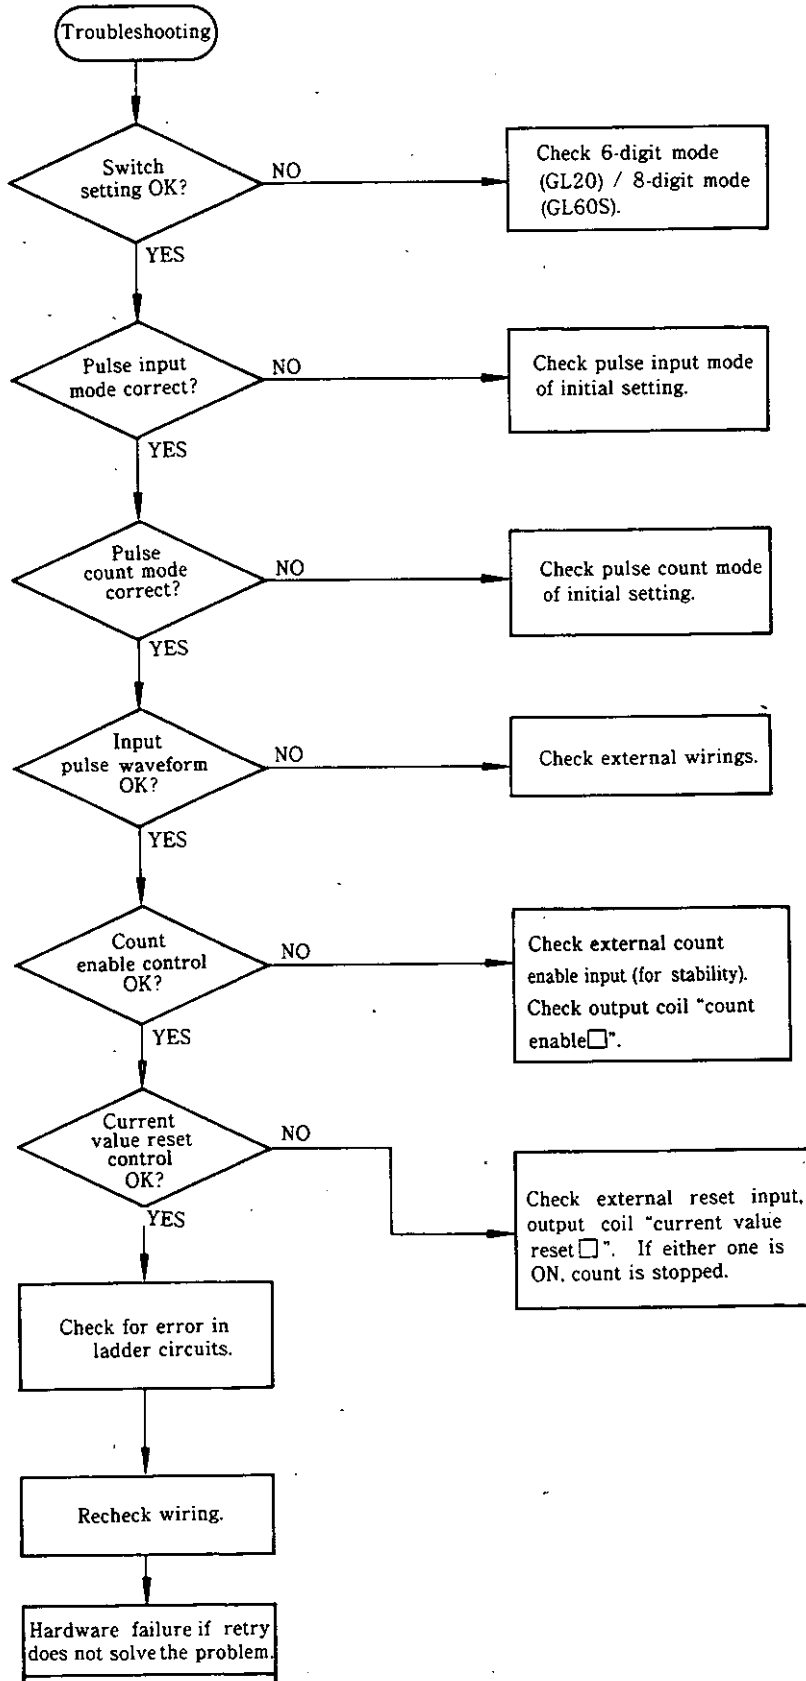 Troubleshooting
Switch
setting OK?
NO
Check 6-digit mode
(GL20) / 8-digit mode
(GL60S).
YES
Pulse input
mode correct?
NO
Check pulse input mode
of initial setting.
YES
Pulse
count mode
correct?
NO
Check pulse count mode
of initial setting.
YES
Input
pulse waveform
OK?
NO
Check external wirings.
YES
Count
enable control
OK?
NO
Check external count
enable input (for stability).
Check output coil "count
enable□".
YES
Current
value reset
control
OK?
NO
Check external reset input,
output coil "current value
reset□". If either one is
ON, count is stopped.
YES
Check for error in
ladder circuits.
Recheck wiring.
Hardware failure if retry
does not solve the problem.